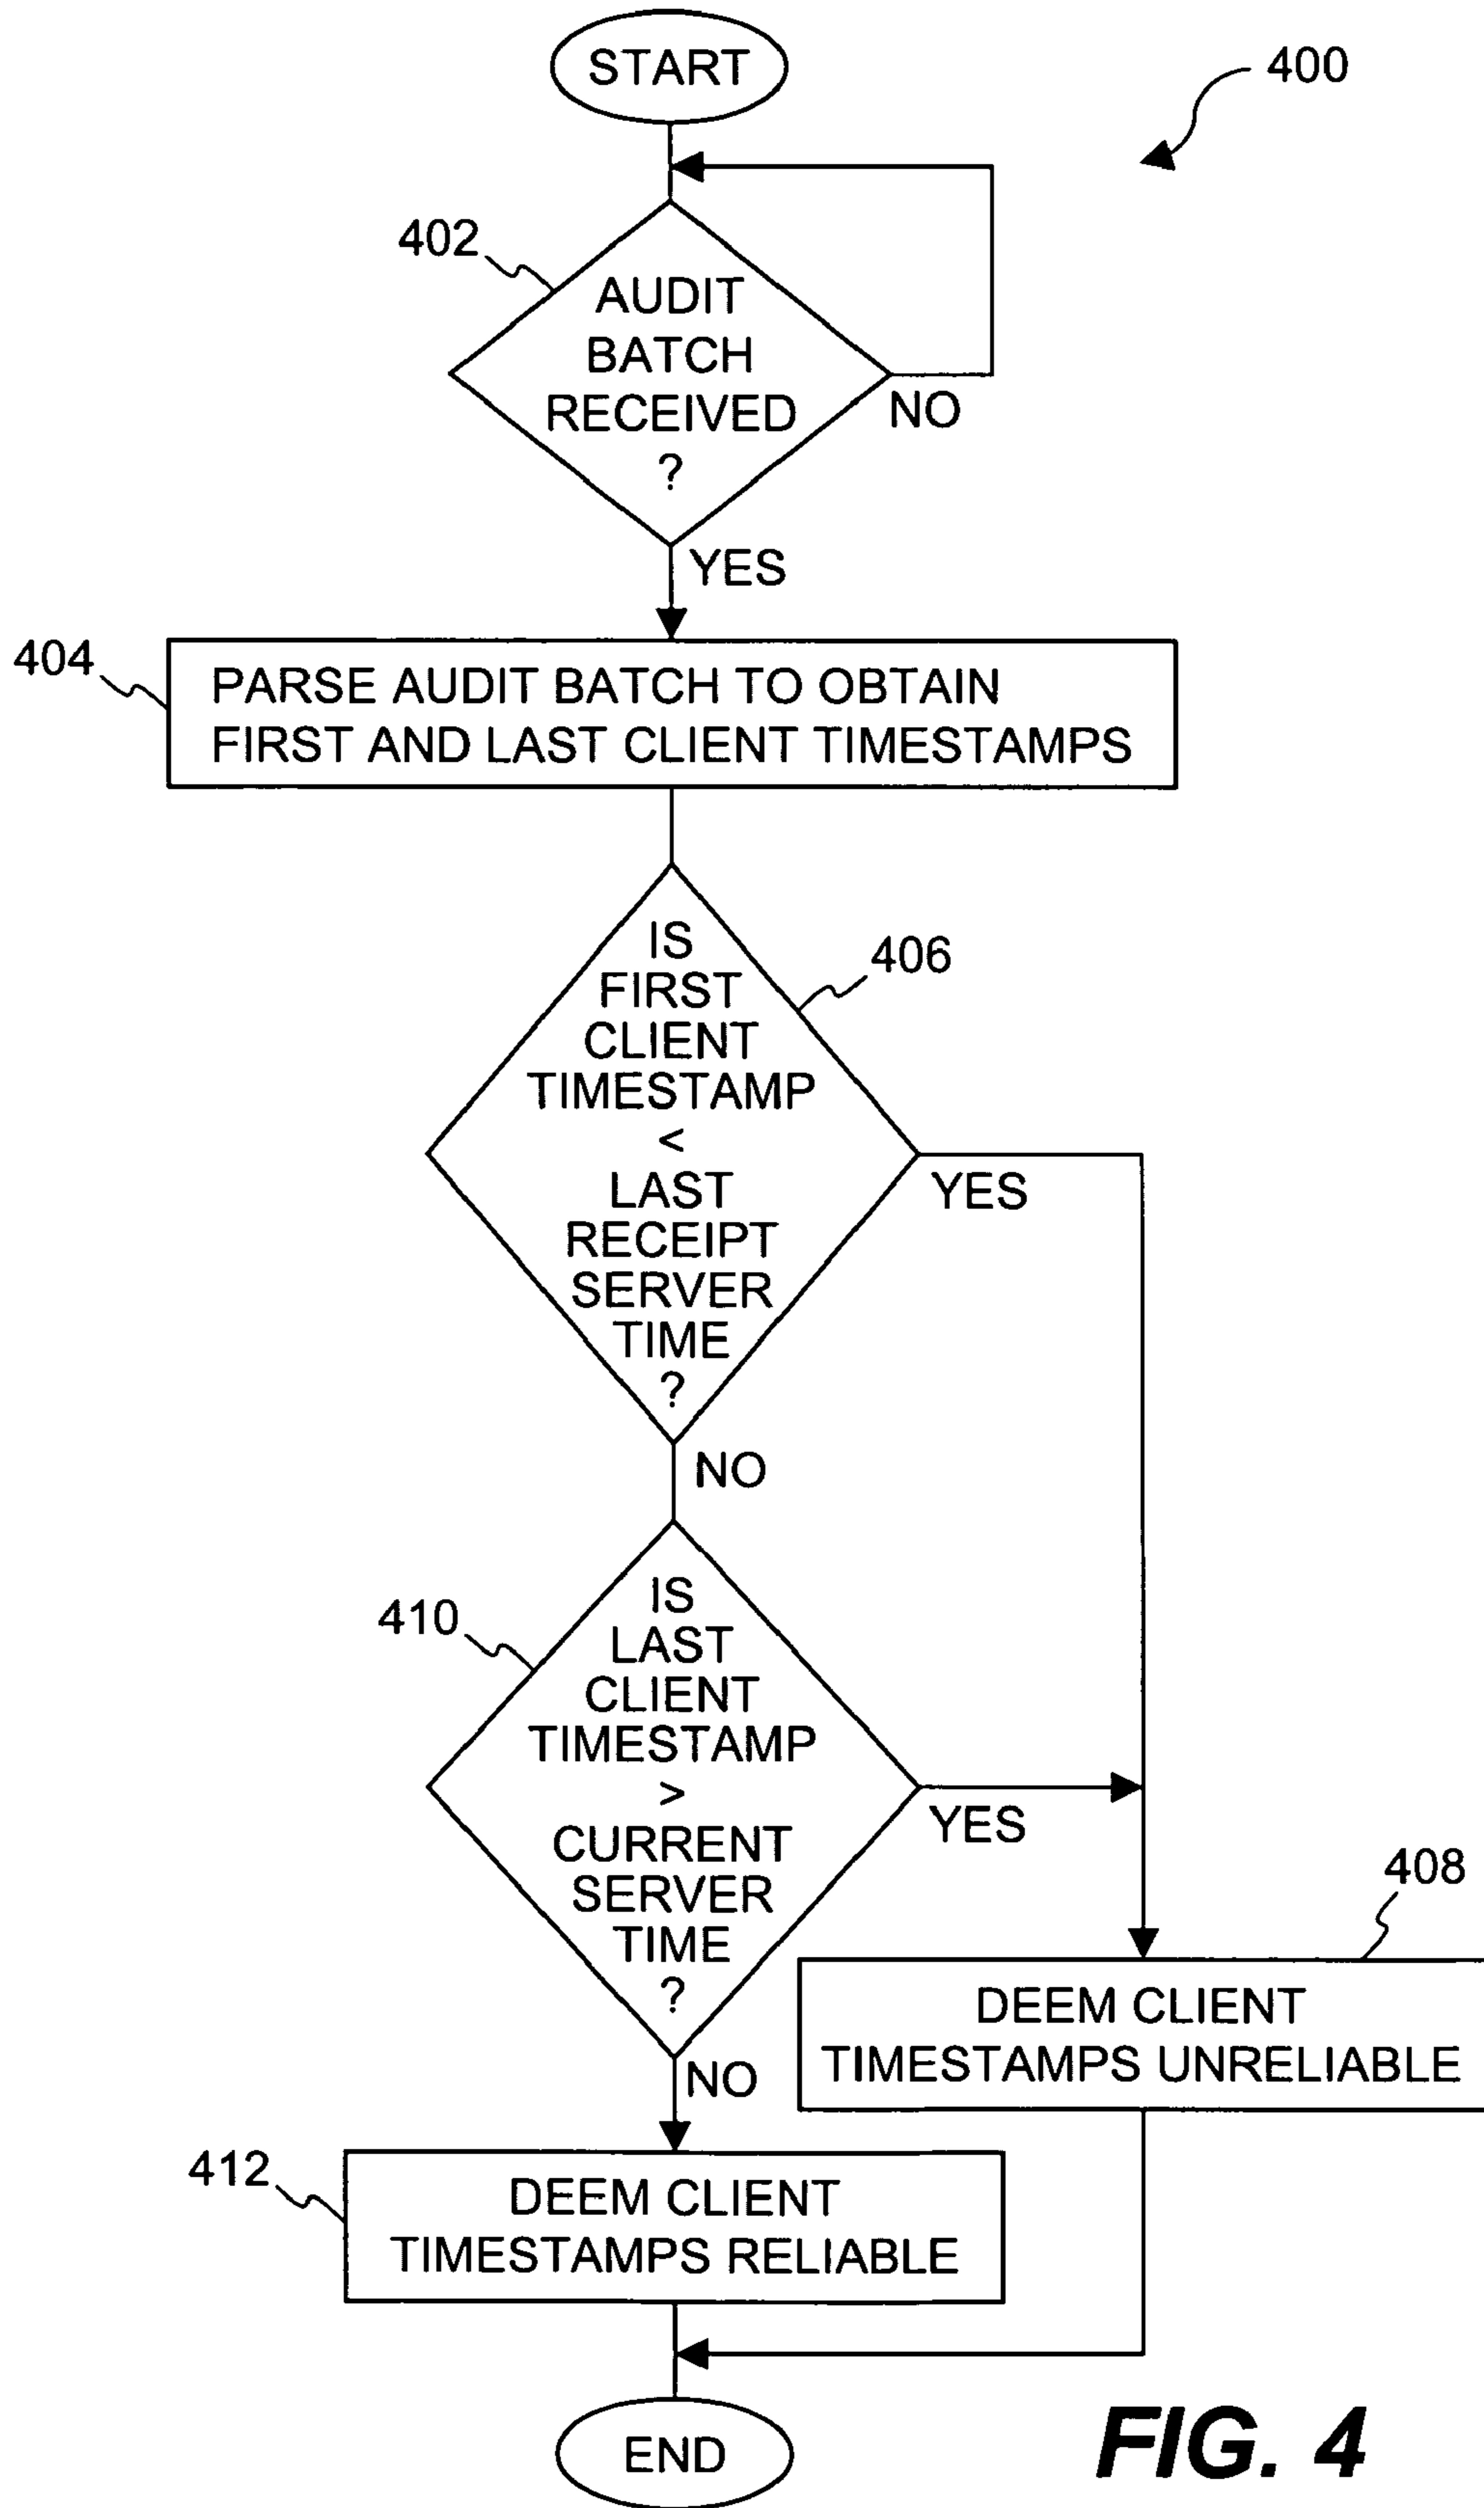 START
400
402
AUDIT
BATCH
RECEIVED
?
NO
YES
404
PARSE AUDIT BATCH TO OBTAIN
FIRST AND LAST CLIENT TIMESTAMPS
406
IS
FIRST
CLIENT
TIMESTAMP
<
LAST
RECEIPT
SERVER
TIME
?
YES
NO
410
IS
LAST
CLIENT
TIMESTAMP
>
CURRENT
SERVER
TIME
?
YES
NO
408
DEEM CLIENT
TIMESTAMPS UNRELIABLE
412
DEEM CLIENT
TIMESTAMPS RELIABLE
END
FIG. 4